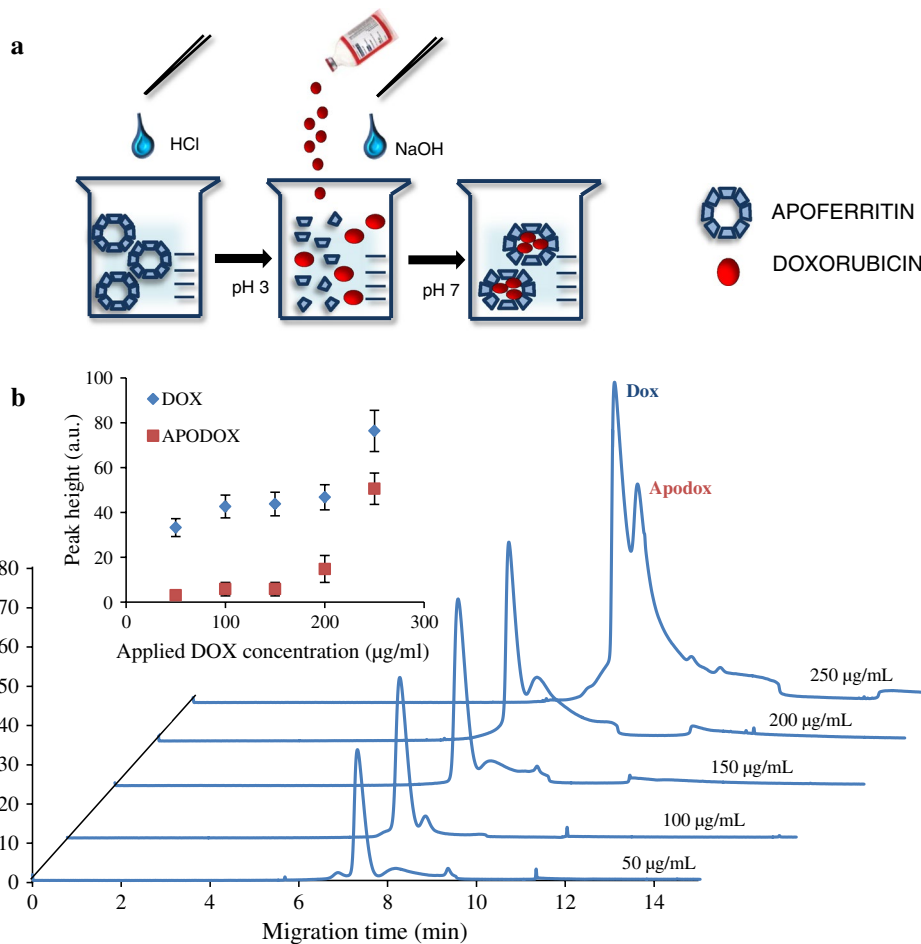 a
HCl
NaOH
pH 3
pH 7
APOFERRITIN
DOXORUBICIN
b
Peak height (a.u.)
100
80
60
40
20
0
DOX
APODOX
0
100
200
300
Applied DOX concentration (µg/ml)
Dox
Apodox
80
70
60
50
40
30
20
10
0
250 µg/mL
200 µg/mL
150 µg/mL
100 µg/mL
50 µg/mL
0
2
4
6
8
10
12
14
Migration time (min)